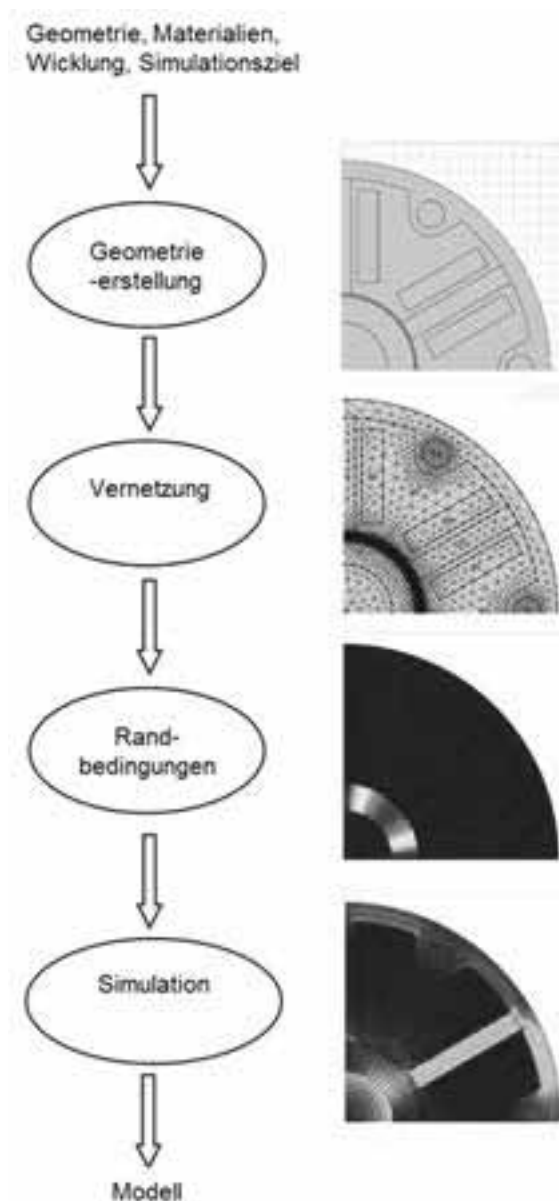 Geometrie, Materialien,
Wicklung, Simulationsziel
Geometrie
-erstellung
Vernetzung
Rand-
bedingungen
Simulation
Modell